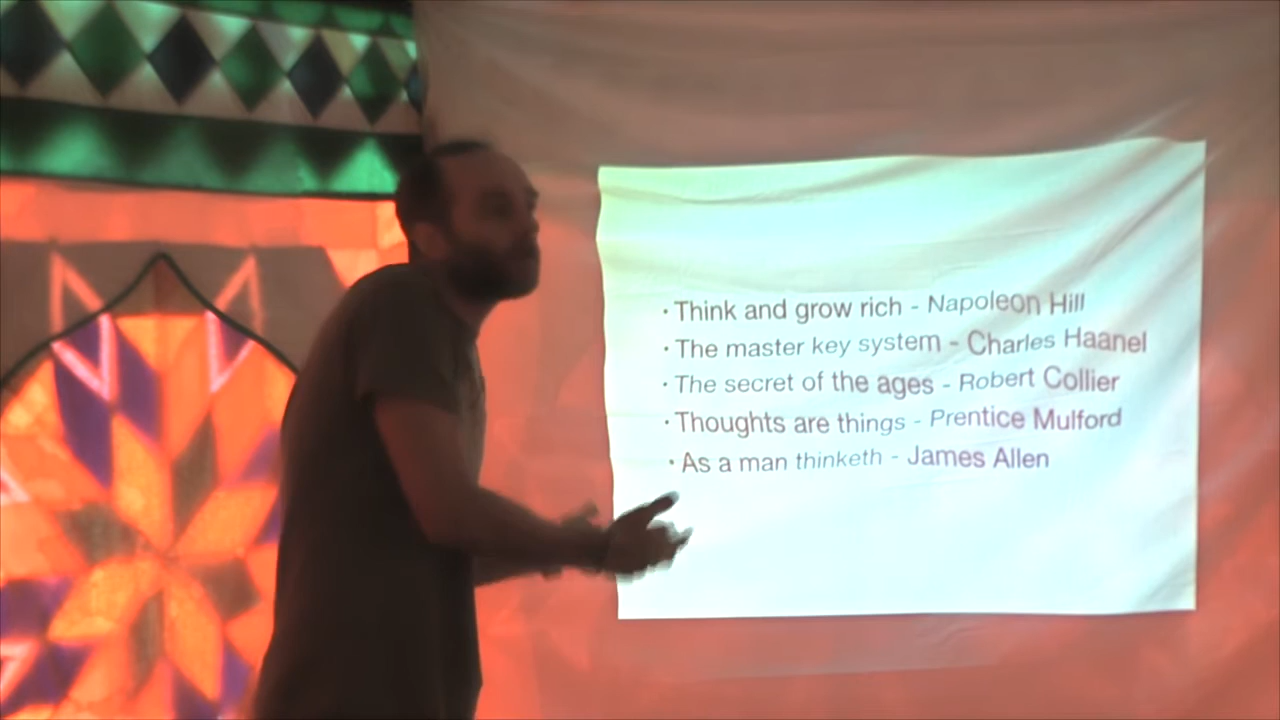 · Think and grow rich - Napoleon Hill
· The master key system - Charles Haanel
· The secret of the ages - Robert Collier
· Thoughts are things - Prentice Mulford
· As a man thinketh - James Allen